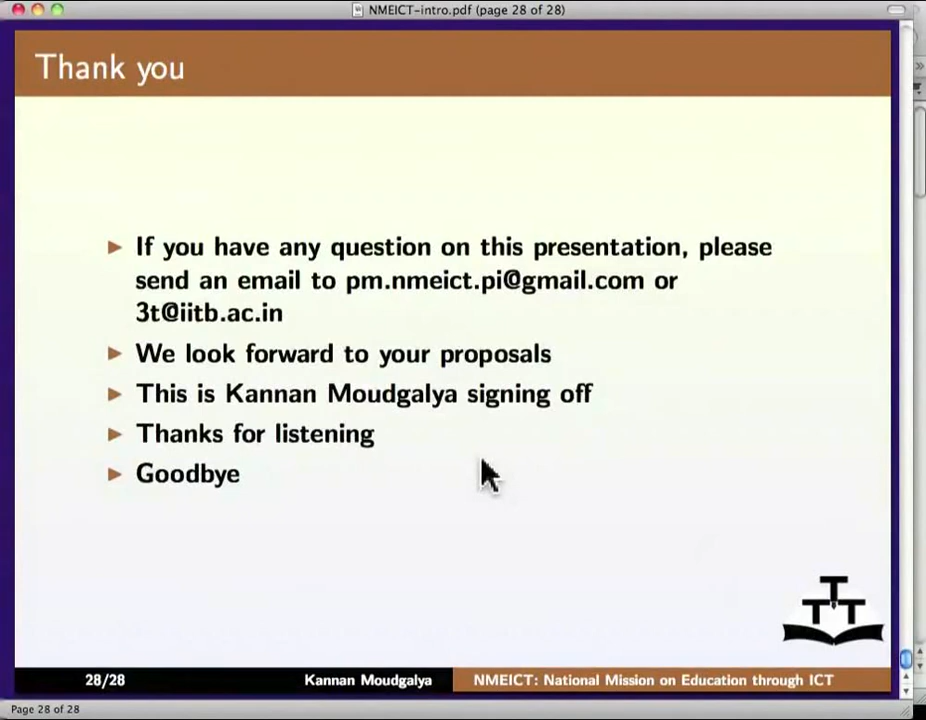 NMEICT-intro.pdf (page 28 of 28)
Thank you
If you have any question on this presentation, please
send an email to pm.nmeict.pi@gmail.com or
3t@iitb.ac.in
We look forward to your proposals
This is Kannan Moudgalya signing off
Thanks for listening
Goodbye
T
T T
28/28 Kannan Moudgalya NMEICT: National Mission on Education through ICT
Page 28 of 28